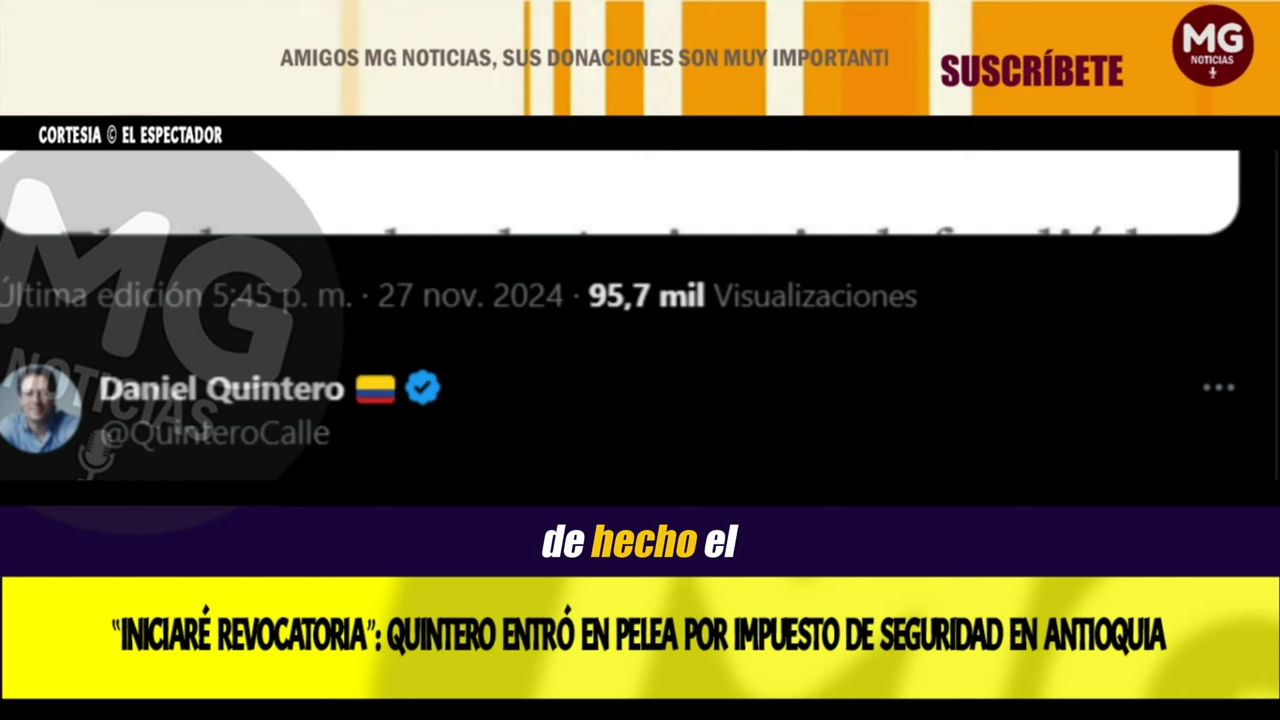 AMIGOS MG NOTICIAS, SUS DONACIONES SON MUY IMPORTANTI
SUSCRÍBETE
MG
NOTICIAS
CORTESIA © EL ESPECTADOR
MG
NOTICIAS
Última edición 5:45 p. m. · 27 nov. 2024 · 95,7 mil Visualizaciones
Daniel Quintero
@QuinteroCalle
de hecho el
"INICIARÉ REVOCATORIA": QUINTERO ENTRÓ EN PELEA POR IMPUESTO DE SEGURIDAD EN ANTIOQUIA